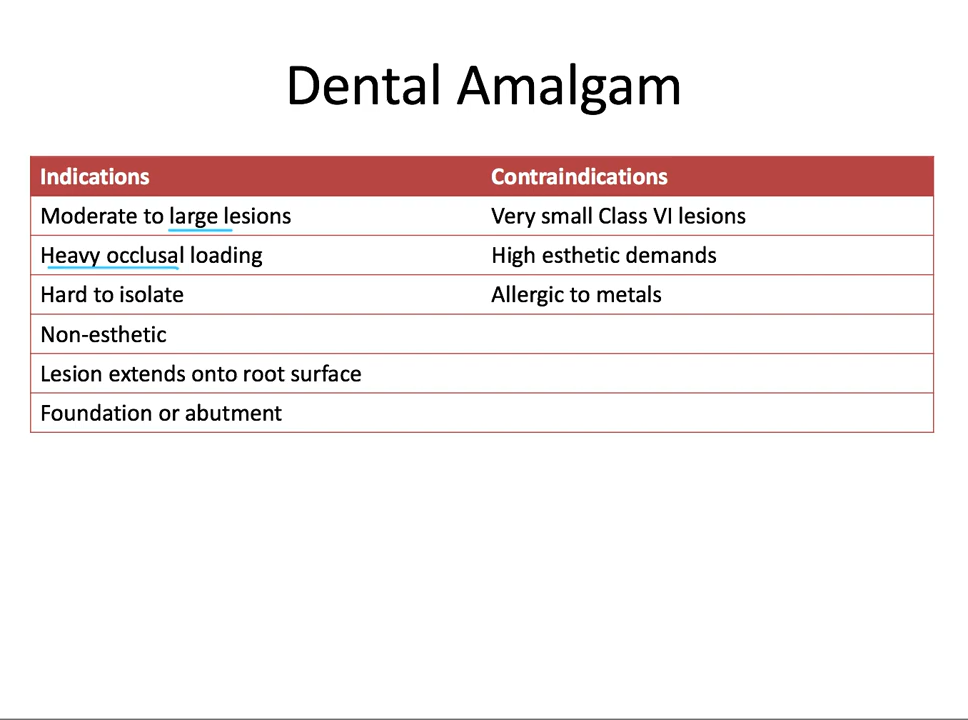 Dental Amalgam
Indications Contraindications
Moderate to large lesions Very small Class VI lesions
Heavy occlusal loading High esthetic demands
Hard to isolate Allergic to metals
Non-esthetic
Lesion extends onto root surface
Foundation or abutment